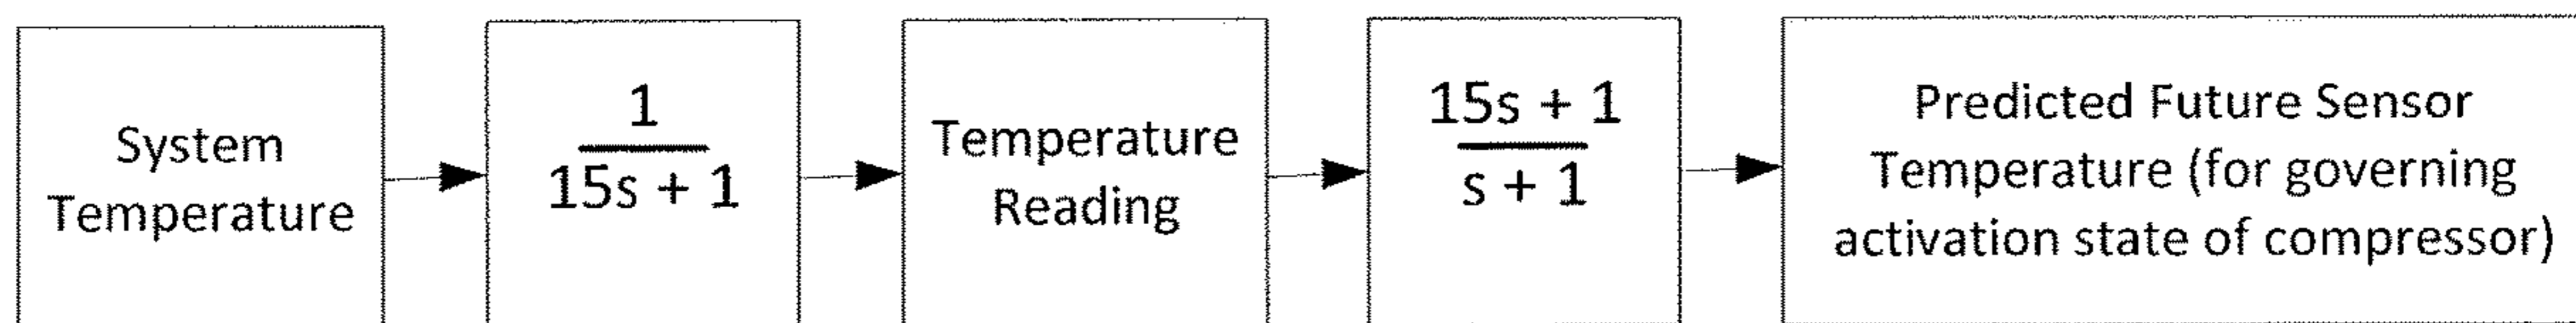 System
Temperature
1
15s + 1
Temperature
Reading
15s + 1
s + 1
Predicted Future Sensor
Temperature (for governing
activation state of compressor)